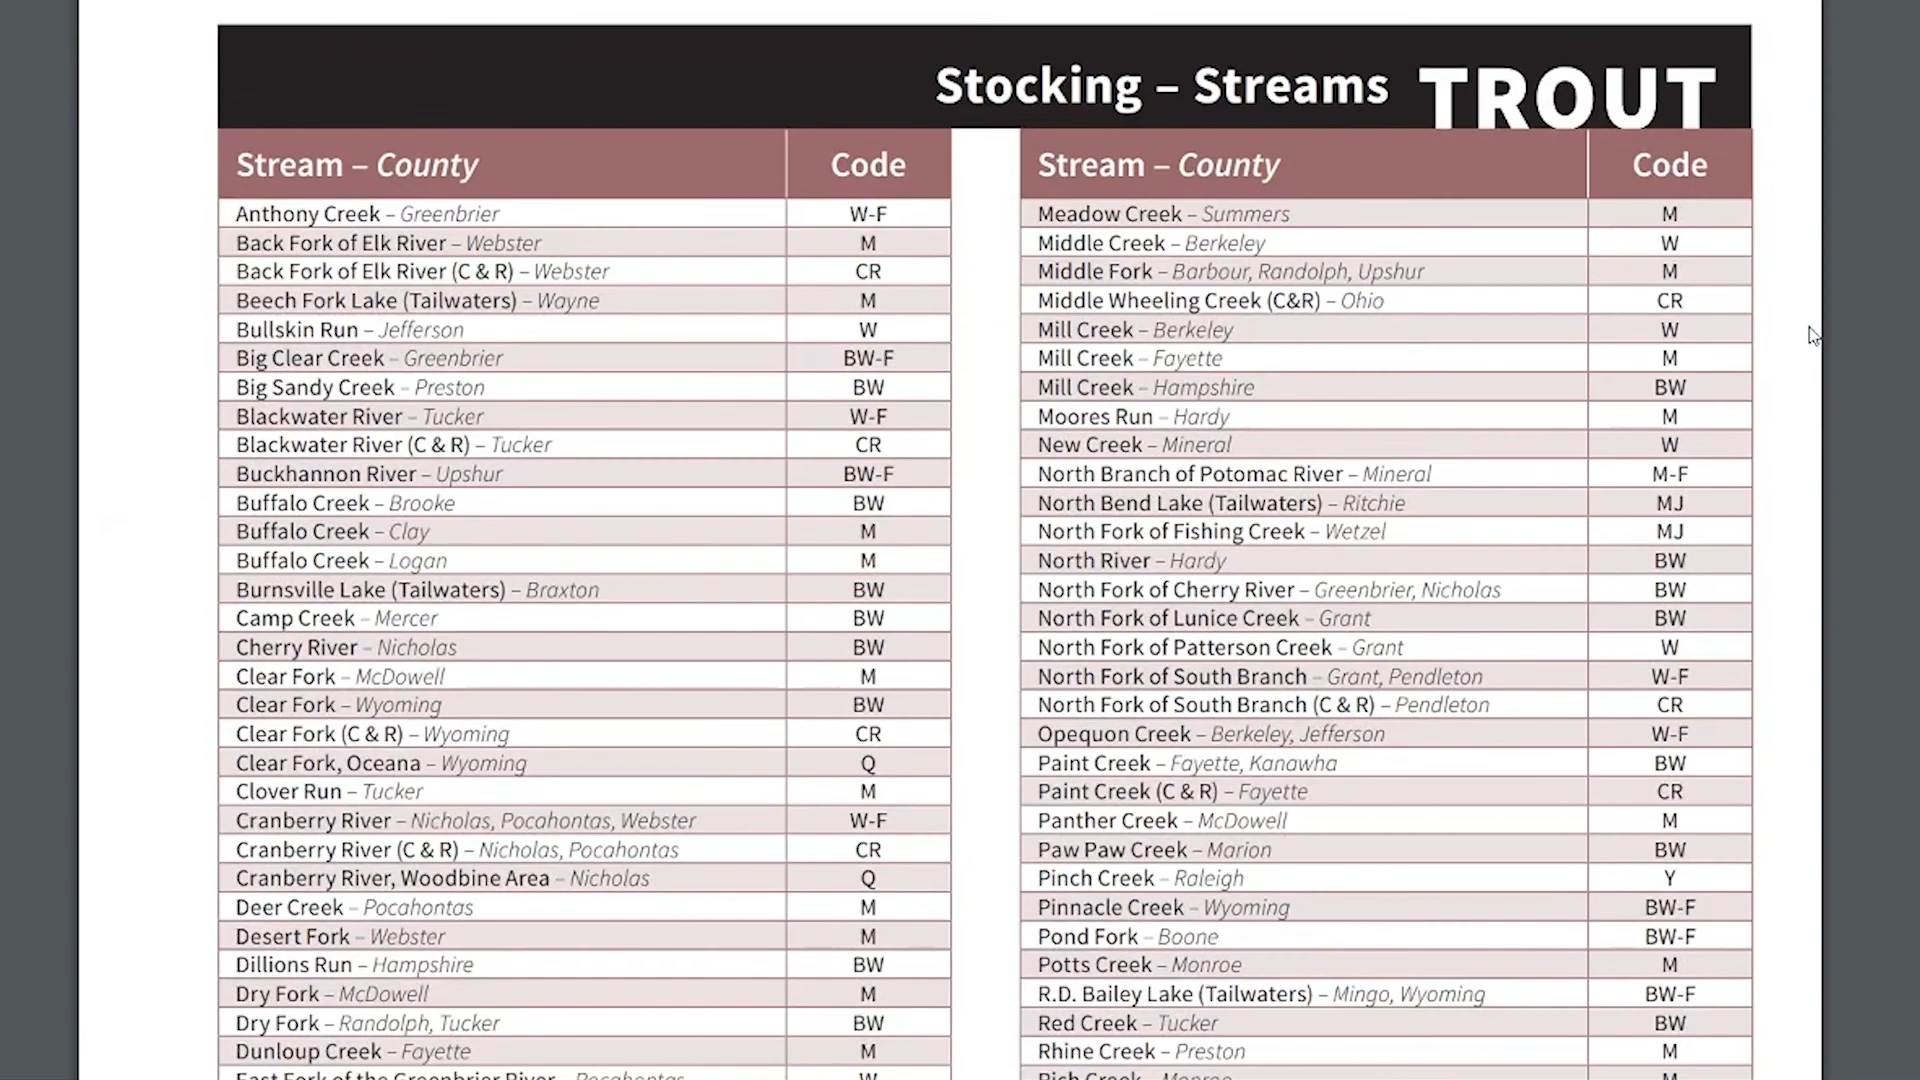 Stocking – Streams TROUT
Stream – County Code
Anthony Creek – Greenbrier W-F
Back Fork of Elk River – Webster M
Back Fork of Elk River (C & R) – Webster CR
Beech Fork Lake (Tailwaters) – Wayne M
Bullskin Run – Jefferson W
Big Clear Creek – Greenbrier BW-F
Big Sandy Creek – Preston BW
Blackwater River – Tucker W-F
Blackwater River (C & R) – Tucker CR
Buckhannon River – Upshur BW-F
Buffalo Creek – Brooke BW
Buffalo Creek – Clay M
Buffalo Creek – Logan M
Burnsville Lake (Tailwaters) – Braxton BW
Camp Creek – Mercer BW
Cherry River – Nicholas BW
Clear Fork – McDowell M
Clear Fork – Wyoming BW
Clear Fork (C & R) – Wyoming CR
Clear Fork, Oceana – Wyoming Q
Clover Run – Tucker M
Cranberry River – Nicholas, Pocahontas, Webster W-F
Cranberry River (C & R) – Nicholas, Pocahontas CR
Cranberry River, Woodbine Area – Nicholas Q
Deer Creek – Pocahontas M
Desert Fork – Webster M
Dillions Run – Hampshire BW
Dry Fork – McDowell M
Dry Fork – Randolph, Tucker BW
Dunloup Creek – Fayette M
East Fork of the Greenbrier River – Pocahontas W
Stream – County Code
Meadow Creek – Summers M
Middle Creek – Berkeley W
Middle Fork – Barbour, Randolph, Upshur M
Middle Wheeling Creek (C&R) – Ohio CR
Mill Creek – Berkeley W
Mill Creek – Fayette M
Mill Creek – Hampshire BW
Moores Run – Hardy M
New Creek – Mineral W
North Branch of Potomac River – Mineral M-F
North Bend Lake (Tailwaters) – Ritchie MJ
North Fork of Fishing Creek – Wetzel MJ
North River – Hardy BW
North Fork of Cherry River – Greenbrier, Nicholas BW
North Fork of Lunice Creek – Grant BW
North Fork of Patterson Creek – Grant W
North Fork of South Branch – Grant, Pendleton W-F
North Fork of South Branch (C & R) – Pendleton CR
Opequon Creek – Berkeley, Jefferson W-F
Paint Creek – Fayette, Kanawha BW
Paint Creek (C & R) – Fayette CR
Panther Creek – McDowell M
Paw Paw Creek – Marion BW
Pinch Creek – Raleigh Y
Pinnacle Creek – Wyoming BW-F
Pond Fork – Boone BW-F
Potts Creek – Monroe M
R.D. Bailey Lake (Tailwaters) – Mingo, Wyoming BW-F
Red Creek – Tucker BW
Rhine Creek – Preston M
Rich Creek – Monroe M